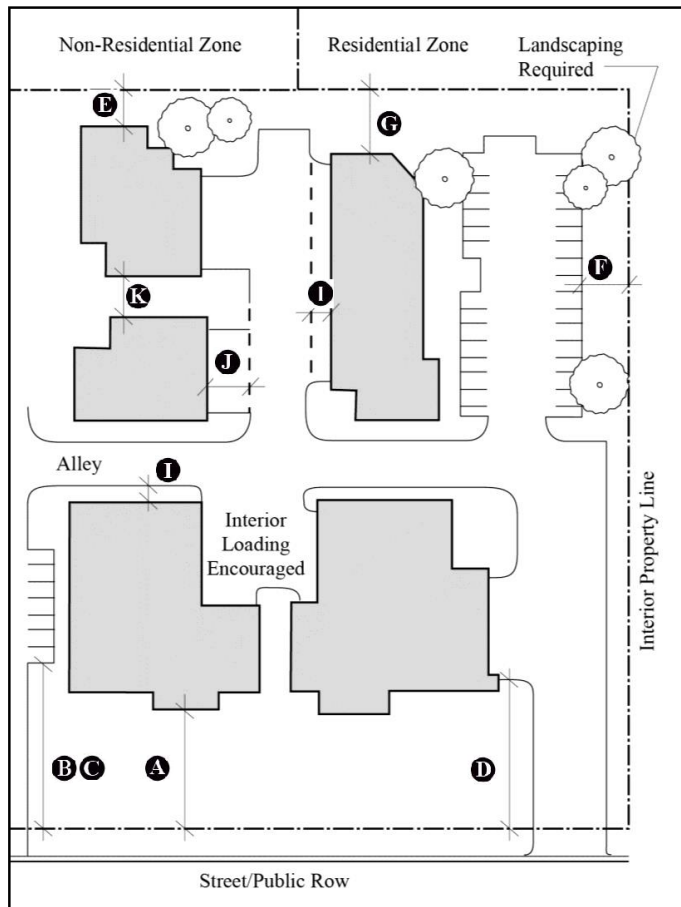 Non-Residential Zone
Residential Zone
Landscaping
Required
E
G
K
F
I
J
Alley
I
Interior
Loading
Encouraged
Interior Property Line
B C
A
D
Street/Public Row